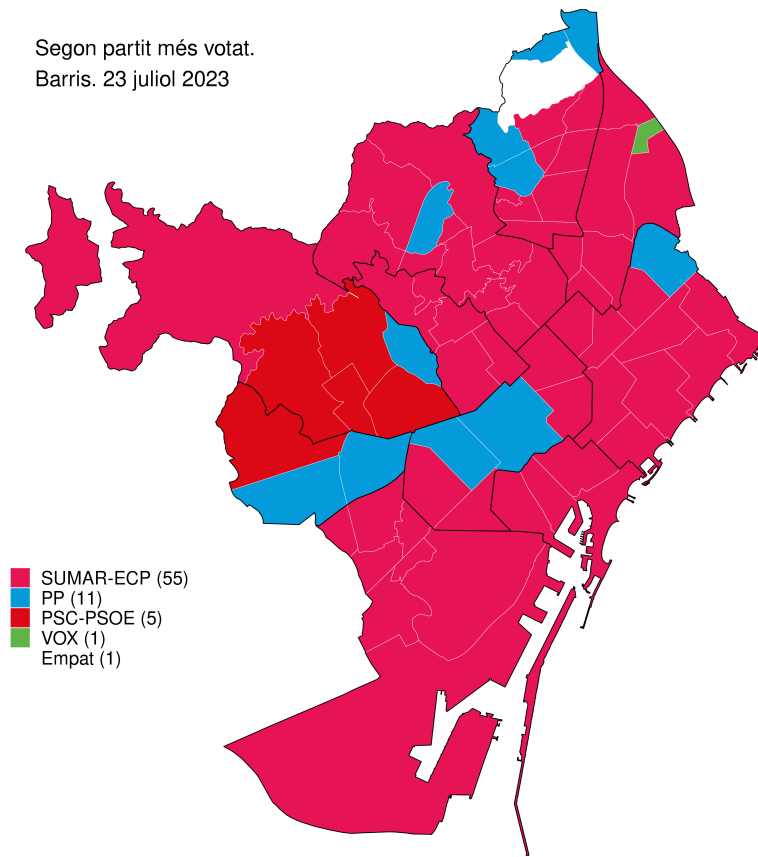 Segon partit més votat.
Barris. 23 juliol 2023
SUMAR-ECP (55)
PP (11)
PSC-PSOE (5)
VOX (1)
Empat (1)